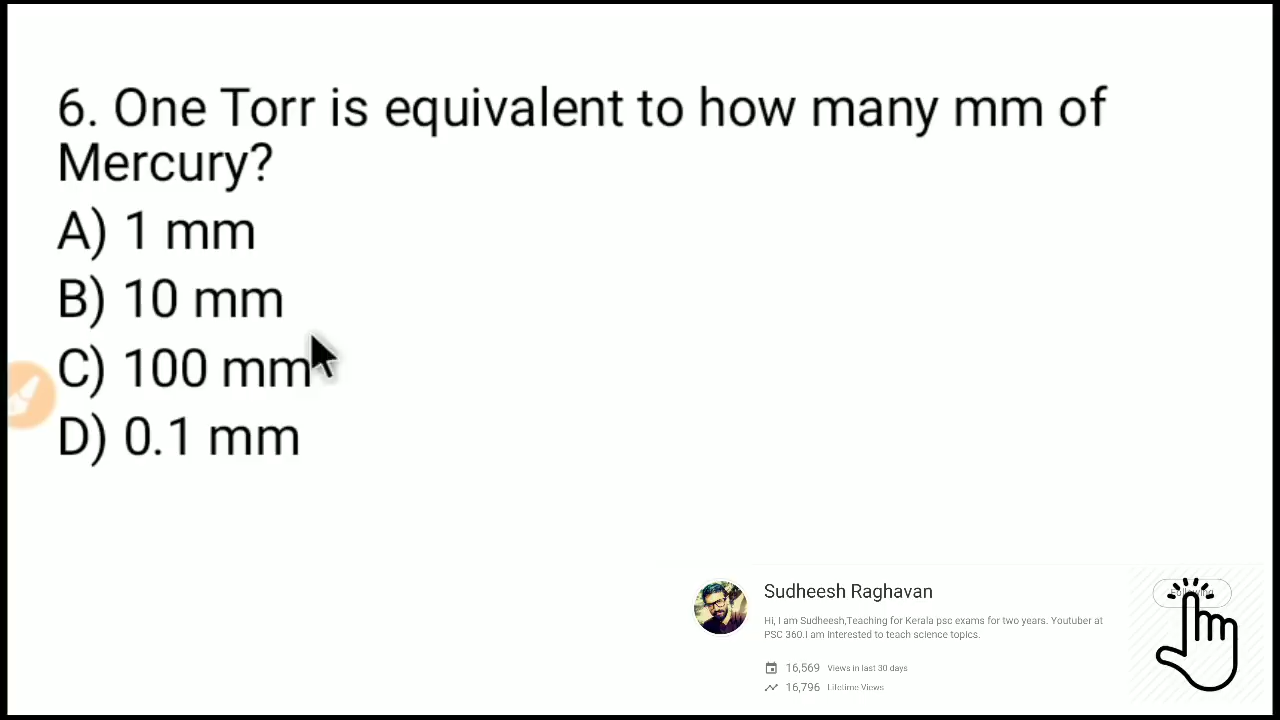 6. One Torr is equivalent to how many mm of
Mercury?
A) 1 mm
B) 10 mm
C) 100 mm
D) 0.1 mm
Sudheesh Raghavan
Hi, I am Sudheesh,Teaching for Kerala psc exams for two years. Youtuber at
PSC 360.I am interested to teach science topics.
16,569 Views in last 30 days
16,796 Lifetime Views